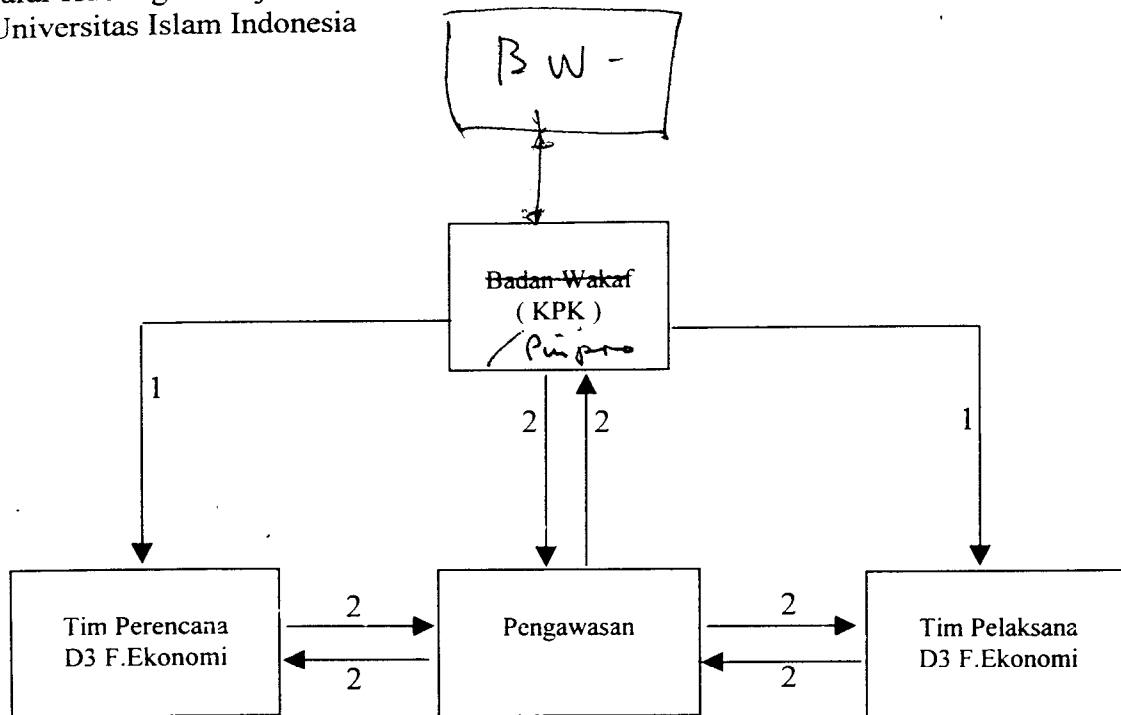 Universitas Islam Indonesia
BW -
Badan Wakaf
( KPK )
/ Pimpro
1
2
2
1
Tim Perencana
D3 F.Ekonomi
2
2
Pengawasan
2
2
Tim Pelaksana
D3 F.Ekonomi